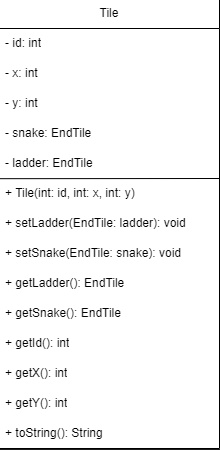 Tile
- id: int
- x: int
- y: int
- snake: EndTile
- ladder: EndTile
+ Tile(int: id, int: x, int: y)
+ setLadder(EndTile: ladder): void
+ setSnake(EndTile: snake): void
+ getLadder(): EndTile
+ getSnake(): EndTile
+ getId(): int
+ getX(): int
+ getY(): int
+ toString(): String